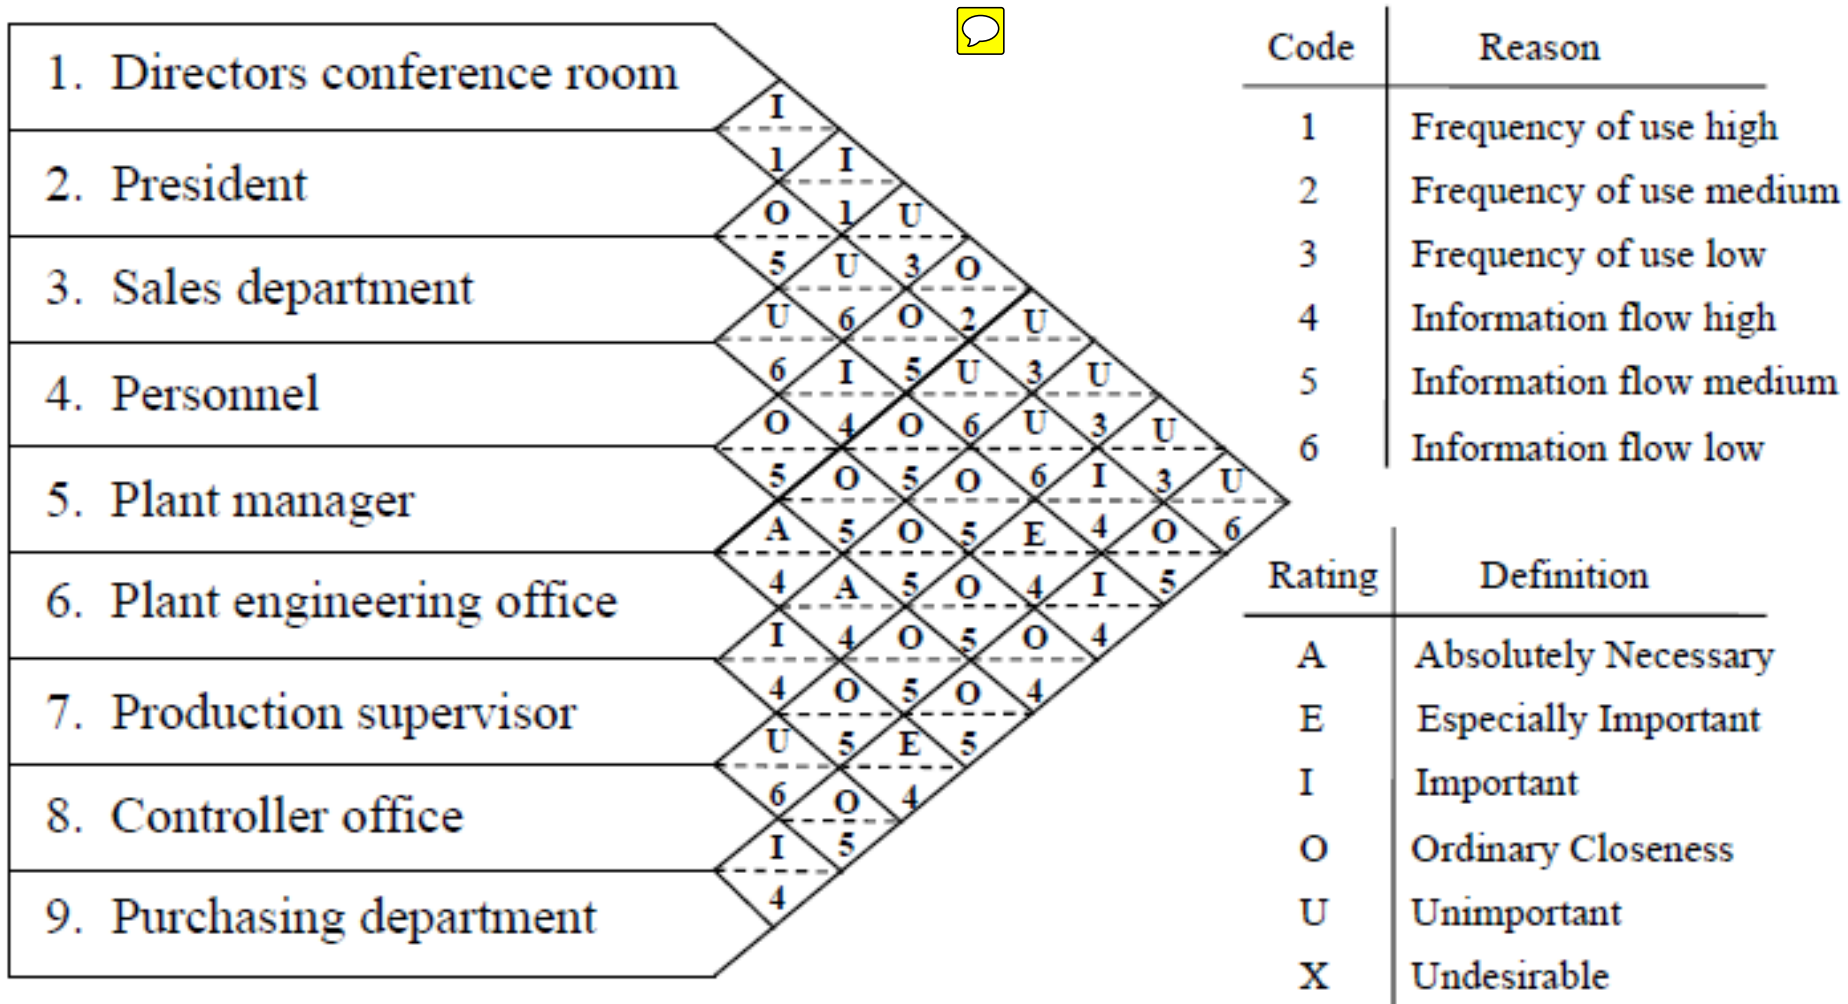 1. Directors conference room
2. President
3. Sales department
4. Personnel
5. Plant manager
6. Plant engineering office
7. Production supervisor
8. Controller office
9. Purchasing department
I
1 I
O 1 U
5 U 3 O
U 6 O 2 U
6 I 5 U 3 U
O 4 O 6 U 3 U
5 O 5 O 6 I 3 U
A 5 O 5 E 4 O 6
4 A 5 O 4 I 5
I 4 O 5 O 4
4 O 5 O 4
U 5 E 5
6 O 4
I 5
4
Code Reason
1 Frequency of use high
2 Frequency of use medium
3 Frequency of use low
4 Information flow high
5 Information flow medium
6 Information flow low
Rating Definition
A Absolutely Necessary
E Especially Important
I Important
O Ordinary Closeness
U Unimportant
X Undesirable